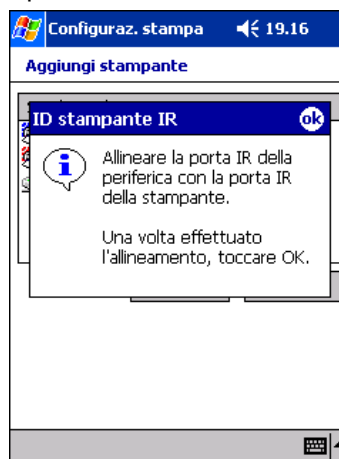 Configuraz. stampa 19.16
Aggiungi stampante
ID stampante IR ok
Allineare la porta IR della
periferica con la porta IR
della stampante.
Una volta effettuato
l'allineamento, toccare OK.